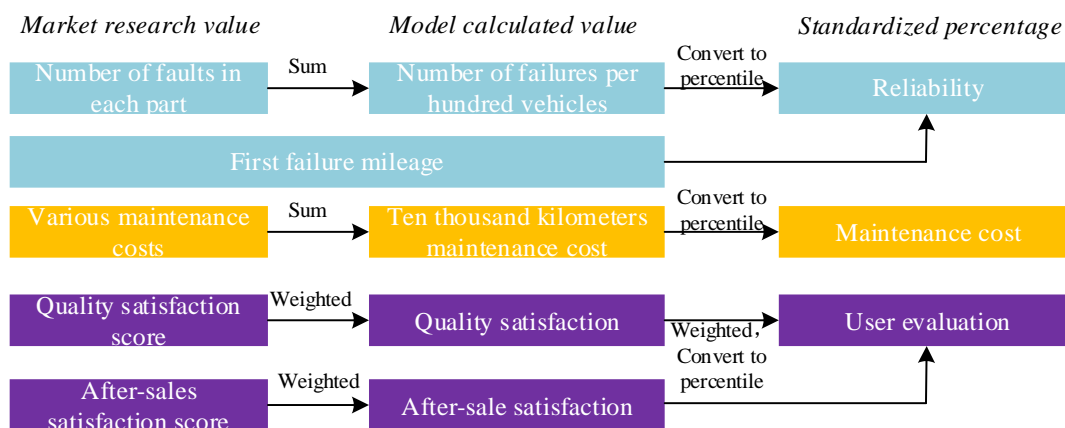 Market research value
Model calculated value
Standardized percentage
Number of faults in
each part
Sum
Number of failures per
hundred vehicles
Convert to
percentile
Reliability
First failure mileage
Various maintenance
costs
Sum
Ten thousand kilometers
maintenance cost
Convert to
percentile
Maintenance cost
Quality satisfaction
score
Weighted
Quality satisfaction
Weighted，
Convert to
percentile
User evaluation
After-sales
satisfaction score
Weighted
After-sale satisfaction